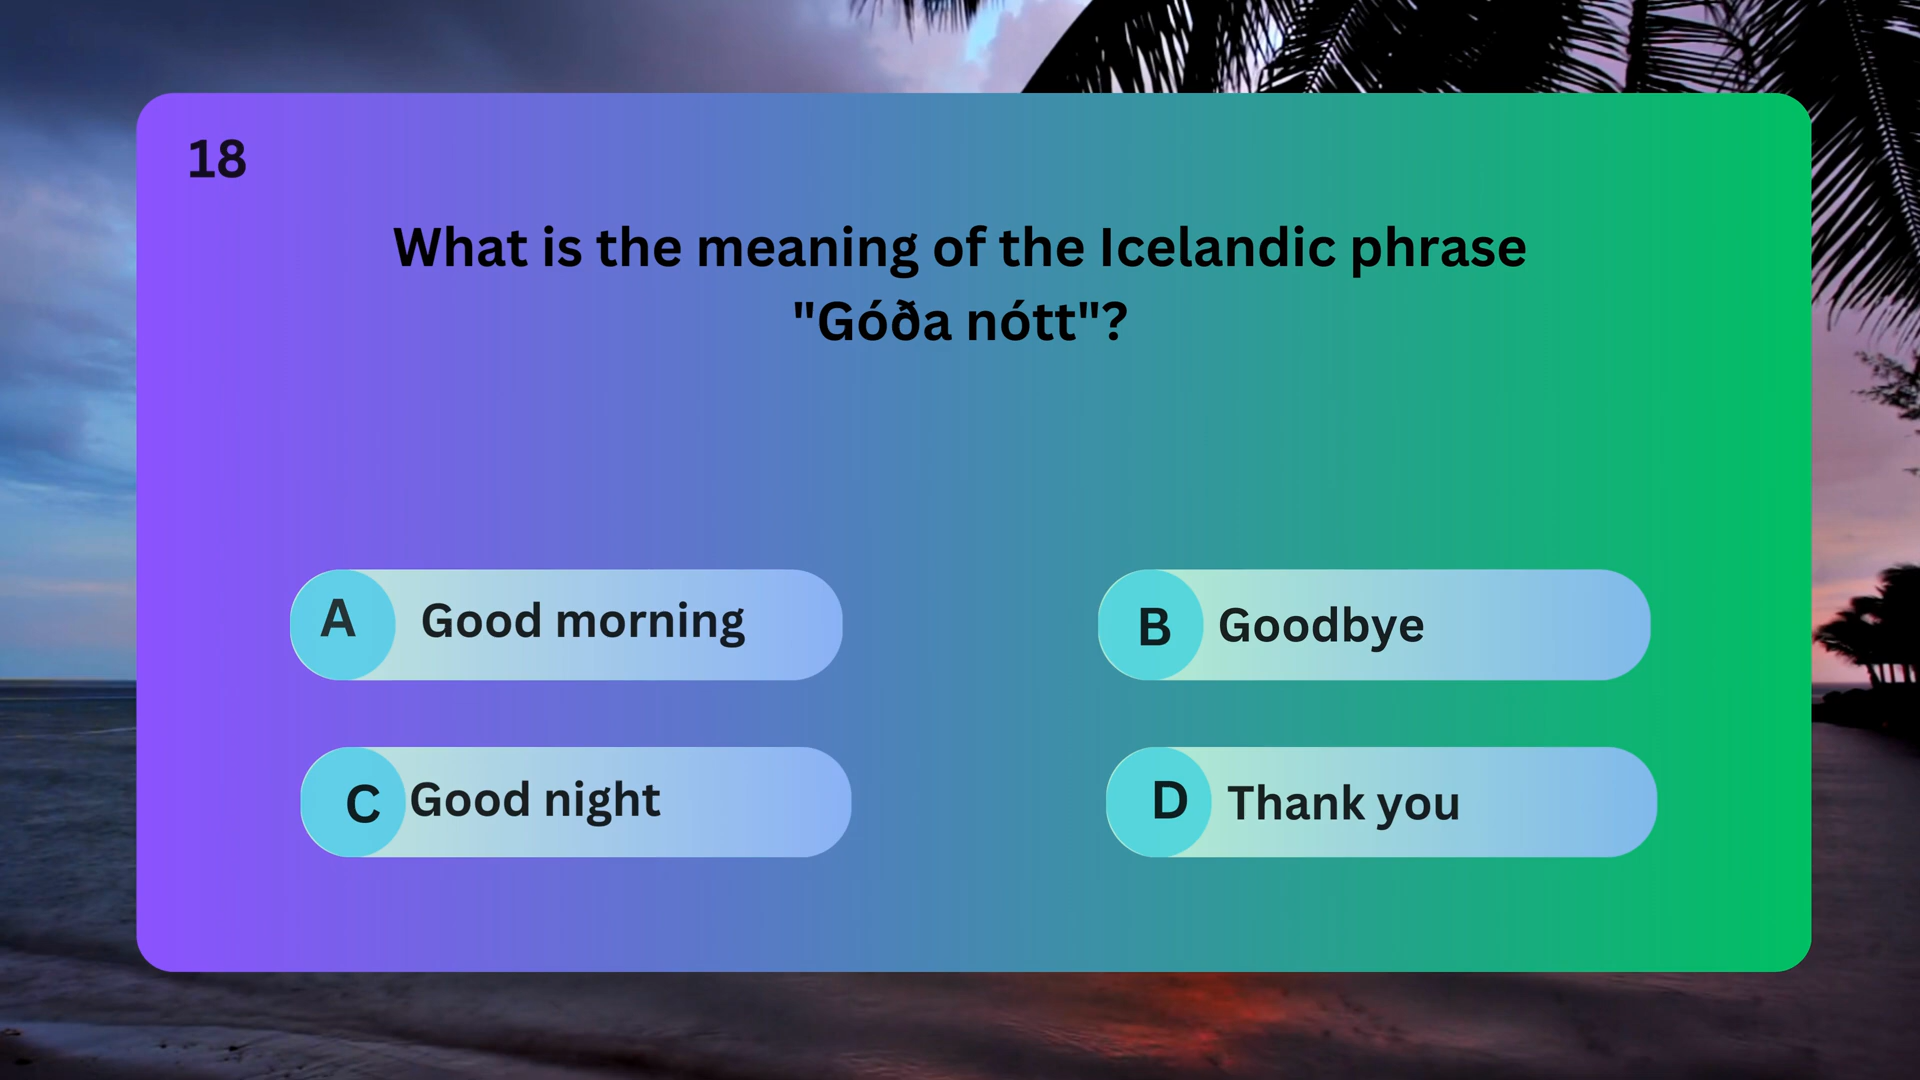 18
What is the meaning of the Icelandic phrase
"Góða nótt"?
A Good morning
B Goodbye
C Good night
D Thank you